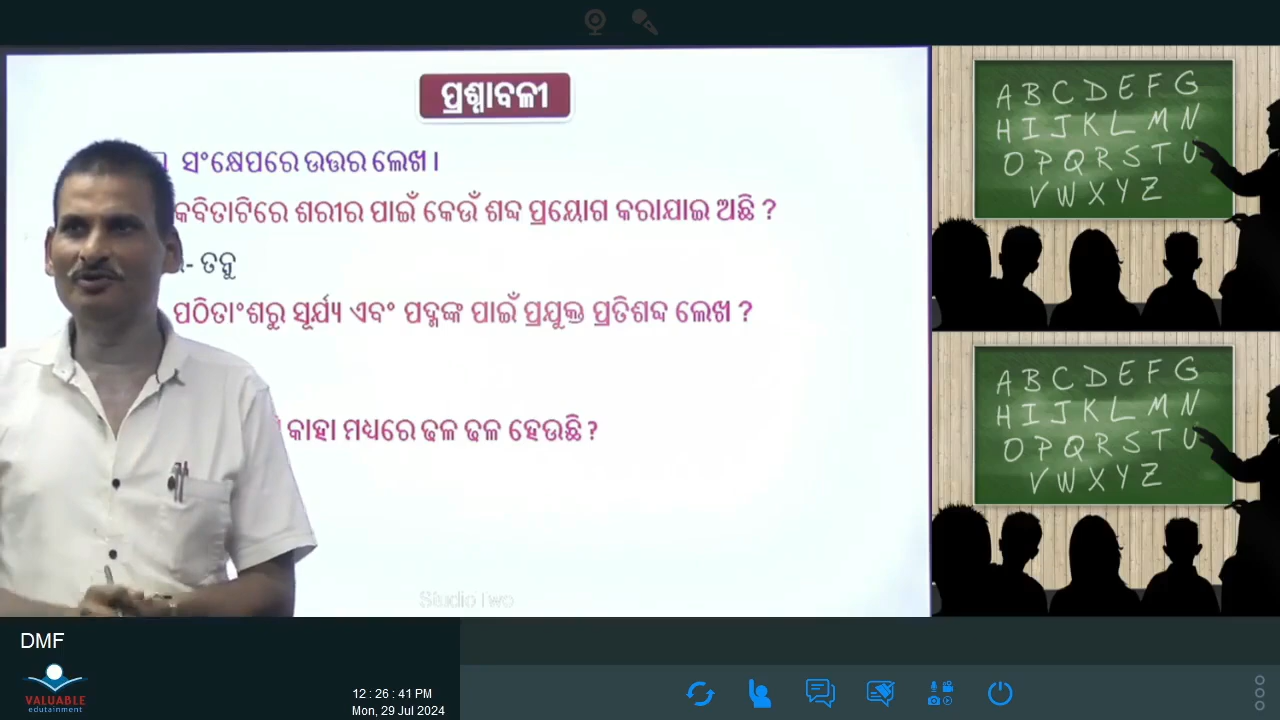 ପ୍ରଶ୍ନାବଳୀ
ସଂକ୍ଷେପରେ ଉତ୍ତର ଲେଖ ।
କବିତାଟିରେ ଶରୀର ପାଇଁ କେଉଁ ଶବ୍ଦ ପ୍ରୟୋଗ କରାଯାଇ ଅଛି ?
- ତନୁ
ପଠିତାଂଶରୁ ସୂର୍ଯ୍ୟ ଏବଂ ପଦ୍ମଙ୍କ ପାଇଁ ପ୍ରଯୁକ୍ତ ପ୍ରତିଶବ୍ଦ ଲେଖ ?
କାହା ମଧ୍ୟରେ ଢଳ ଢଳ ହେଉଛି ?
Studio Two
A B C D E F G
H I J K L M N
O P Q R S T U
V W X Y Z
A B C D E F G
H I J K L M N
O P Q R S T U
V W X Y Z
DMF
VALUABLE
edutainment
12 : 26 : 41 PM
Mon, 29 Jul 2024